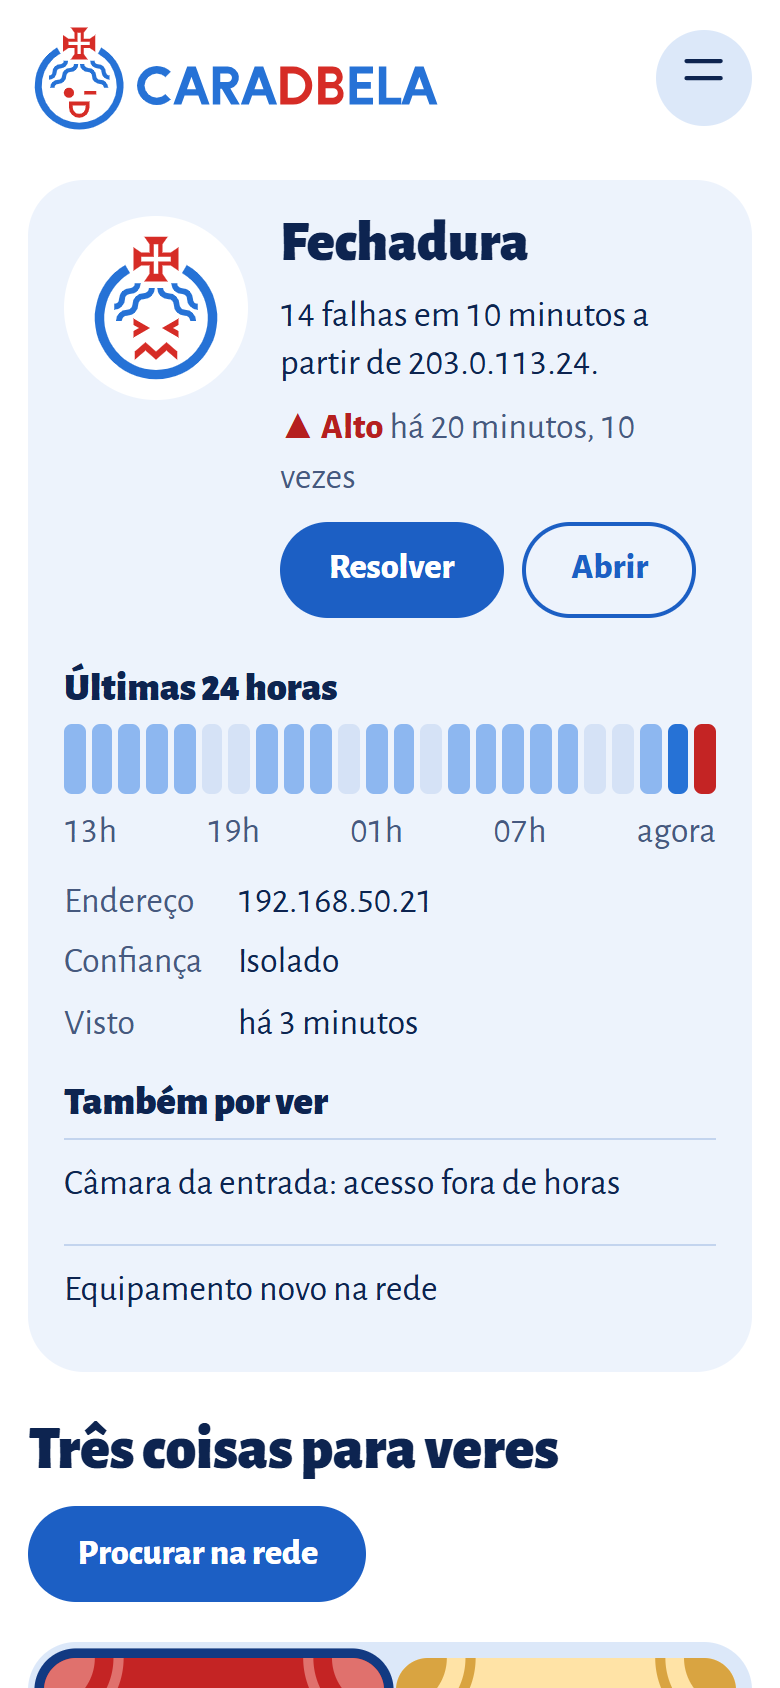 CARADBELA
Fechadura
14 falhas em 10 minutos a
partir de 203.0.113.24.
▲ Alto há 20 minutos, 10
vezes
Resolver Abrir
Últimas 24 horas
13h 19h 01h 07h agora
Endereço 192.168.50.21
Confiança Isolado
Visto há 3 minutos
Também por ver
Câmara da entrada: acesso fora de horas
Equipamento novo na rede
Três coisas para veres
Procurar na rede